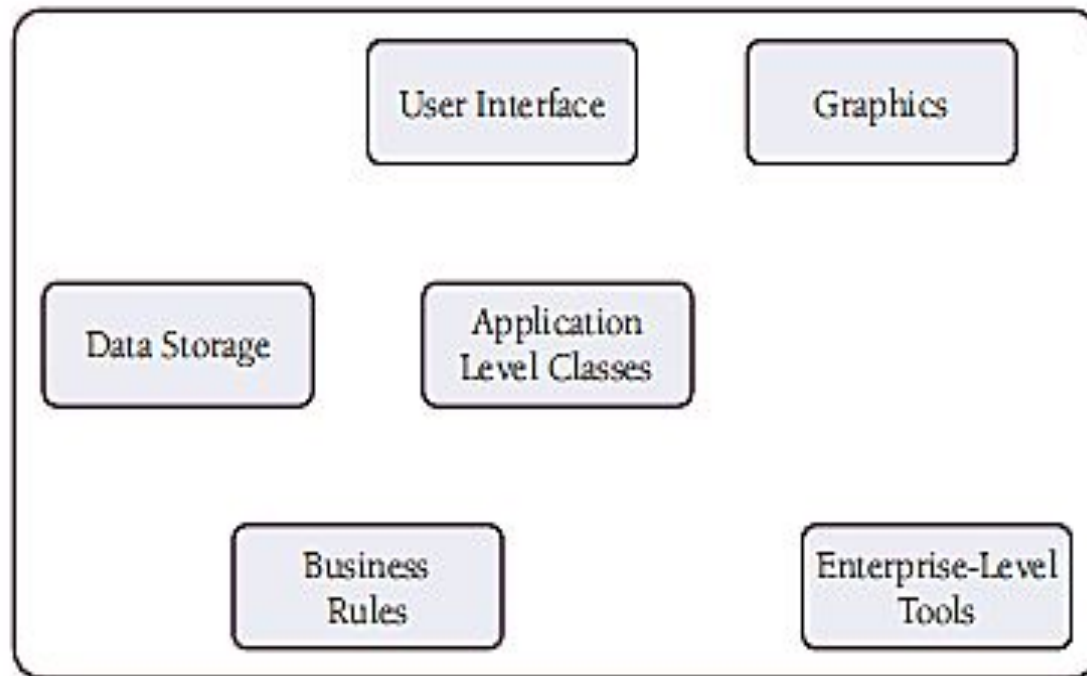 User Interface
Graphics
Data Storage
Application
Level Classes
Business
Rules
Enterprise-Level
Tools